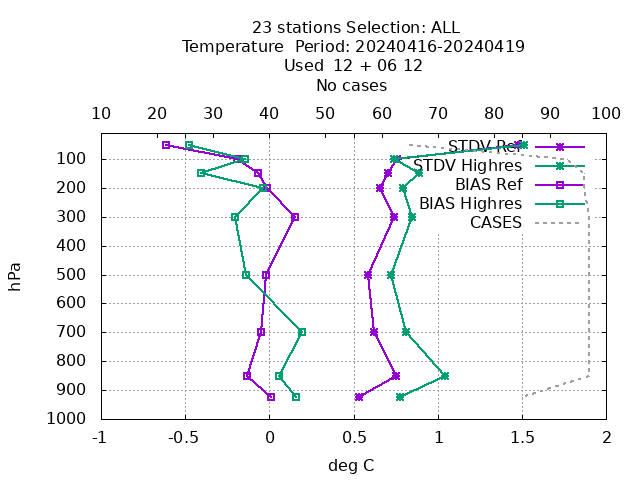 23 stations Selection: ALL
Temperature  Period: 20240416-20240419
Used  12 + 06 12
No cases
10 20 30 40 50 60 70 80 90 100
STDV Ref
100
STDV Highres
200
BIAS Ref
BIAS Highres
300
CASES
400
500
600
700
800
900
1000
hPa
-1 -0.5 0 0.5 1 1.5 2
deg C